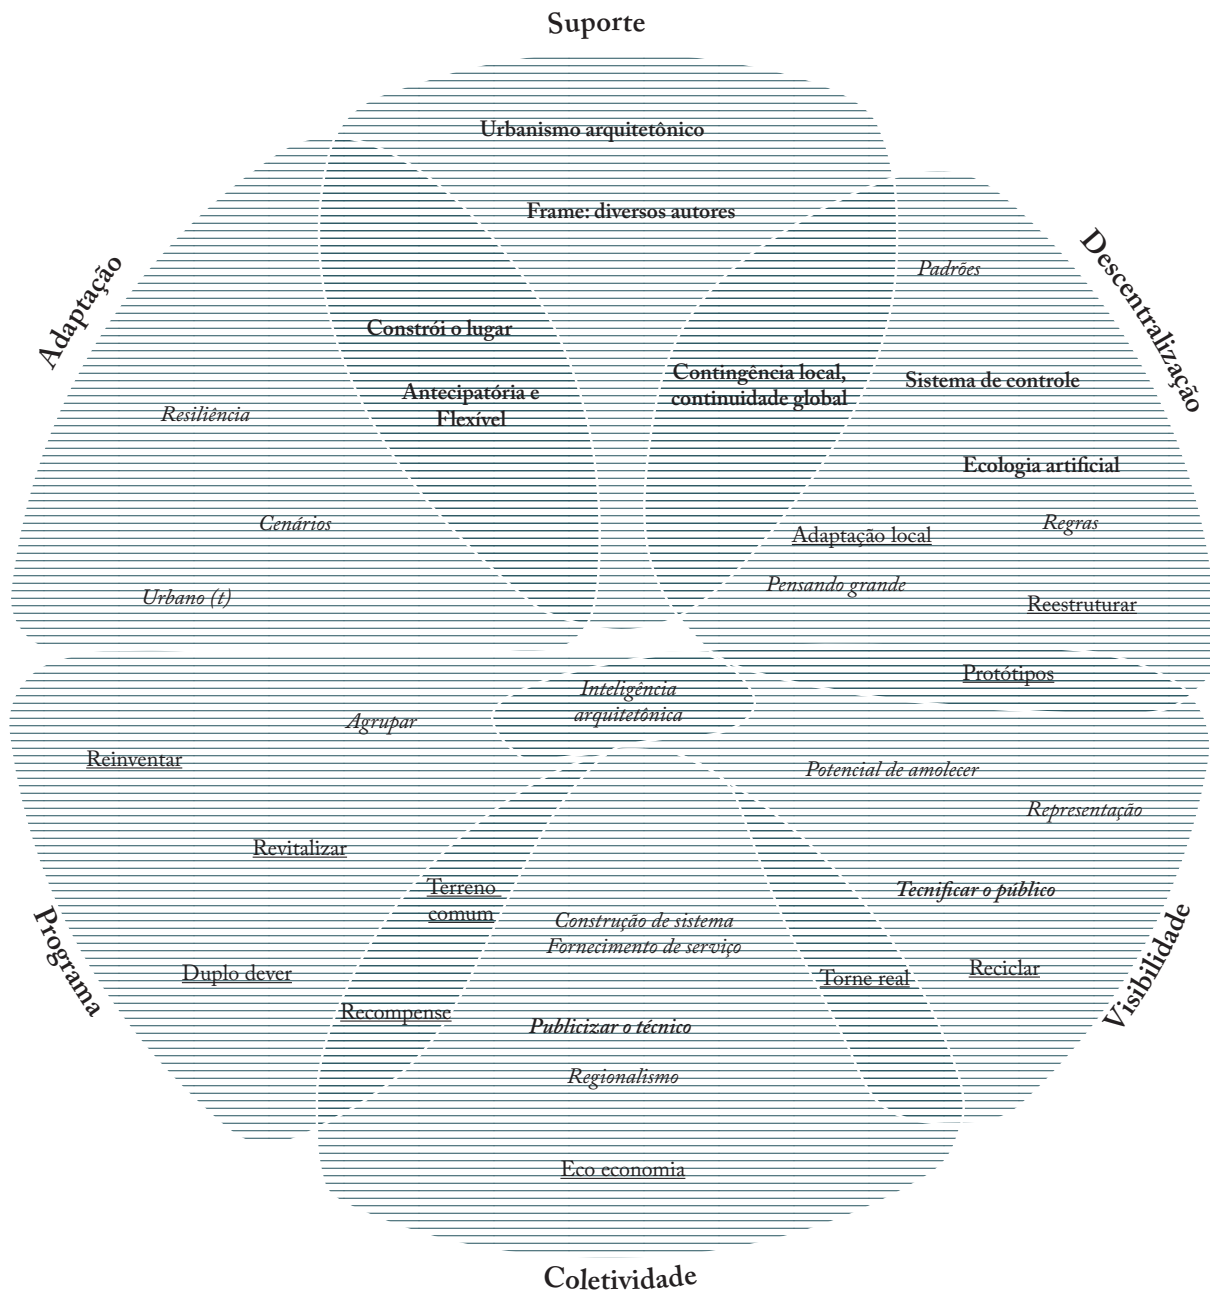 Suporte
Urbanismo arquitetônico
Frame: diversos autores
Adaptação
Descentralização
Padrões
Constrói o lugar
Contingência local,
continuidade global
Sistema de controle
Antecipatória e
Flexível
Resiliência
Ecologia artificial
Cenários
Regras
Adaptação local
Pensando grande
Urbano (t)
Reestruturar
Protótipos
Inteligência
arquitetônica
Agrupar
Reinventar
Potencial de amolecer
Representação
Revitalizar
Terreno
comum
Tecnificar o público
Construção de sistema
Fornecimento de serviço
Programa
Visibilidade
Duplo dever
Torne real
Reciclar
Recompense
Publicizar o técnico
Regionalismo
Eco economia
Coletividade